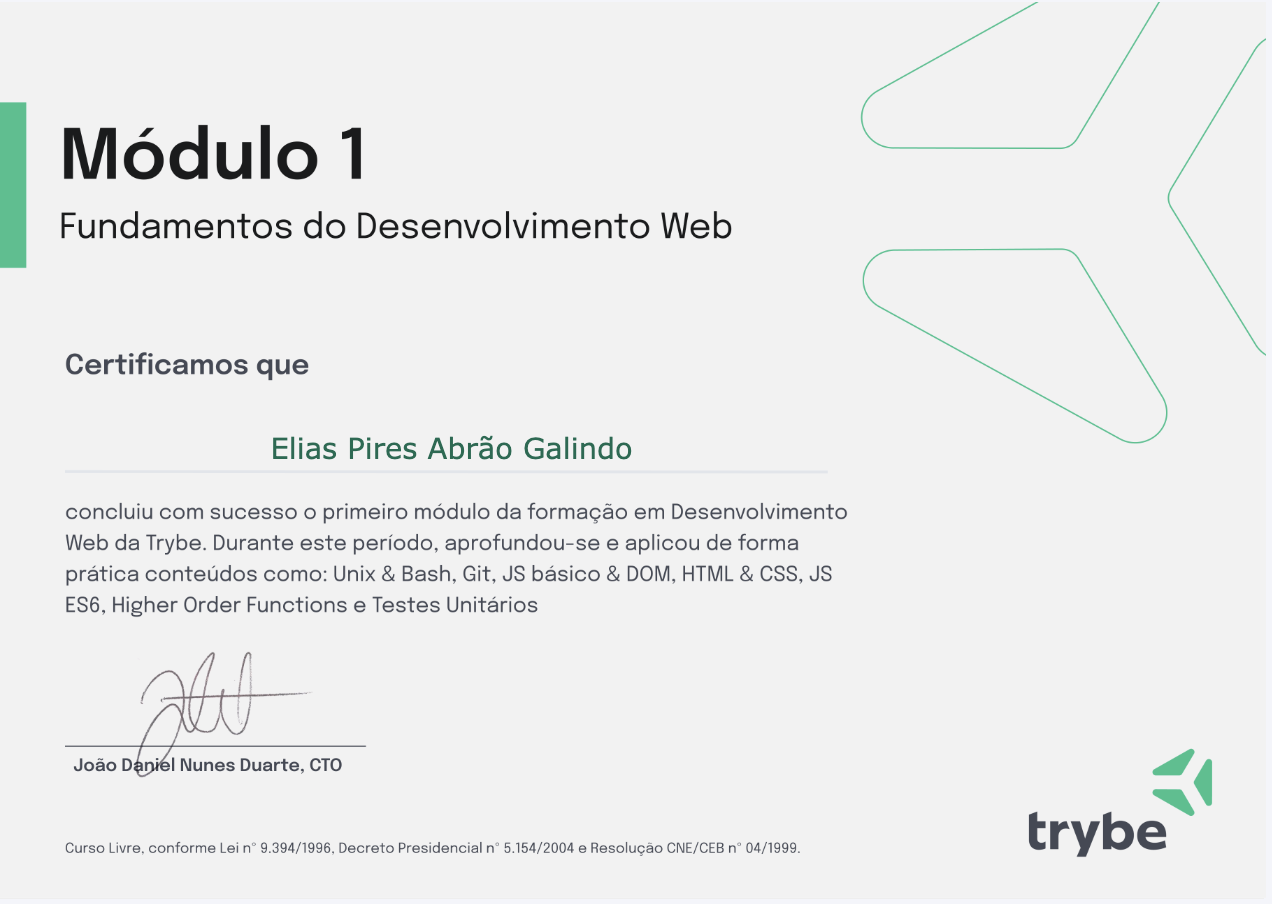 Módulo 1
Fundamentos do Desenvolvimento Web
Certificamos que
Elias Pires Abrão Galindo
concluiu com sucesso o primeiro módulo da formação em Desenvolvimento
Web da Trybe. Durante este período, aprofundou-se e aplicou de forma
prática conteúdos como: Unix & Bash, Git, JS básico & DOM, HTML & CSS, JS
ES6, Higher Order Functions e Testes Unitários
João Daniel Nunes Duarte, CTO
trybe
Curso Livre, conforme Lei n° 9.394/1996, Decreto Presidencial n° 5.154/2004 e Resolução CNE/CEB n° 04/1999.